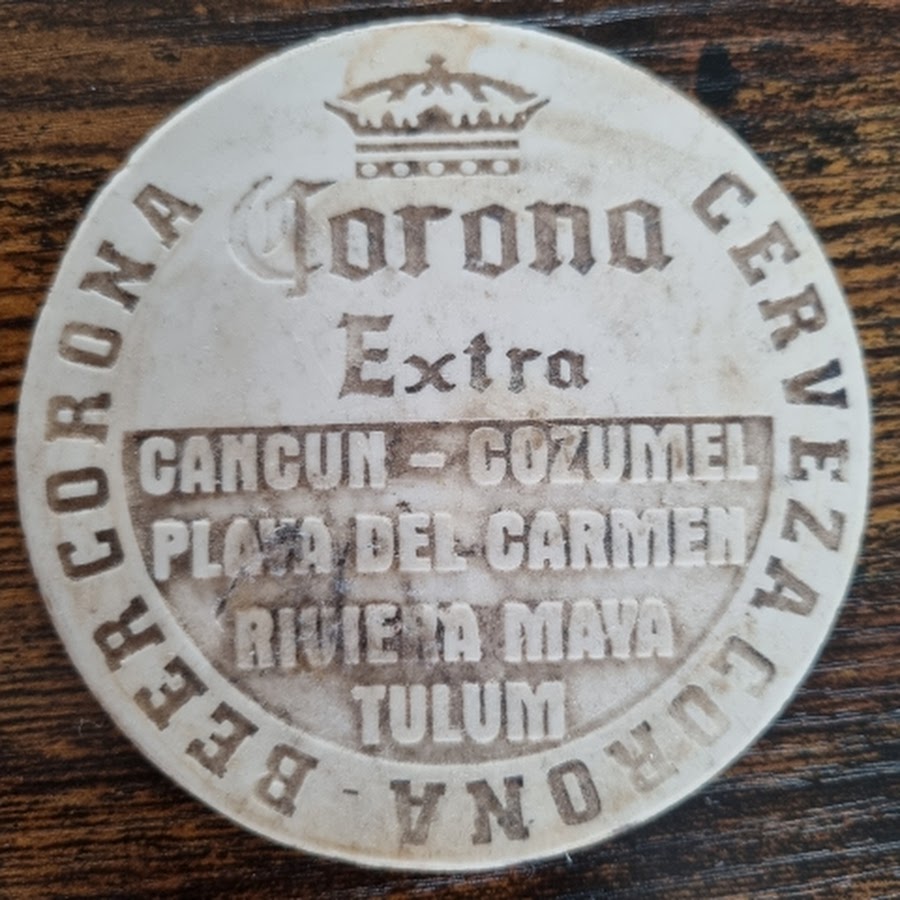 Corona
Extra
CANCUN - COZUMEL
PLAYA DEL CARMEN
RIVIERA MAYA
TULUM
CERVEZA CORONA - BEER CORONA